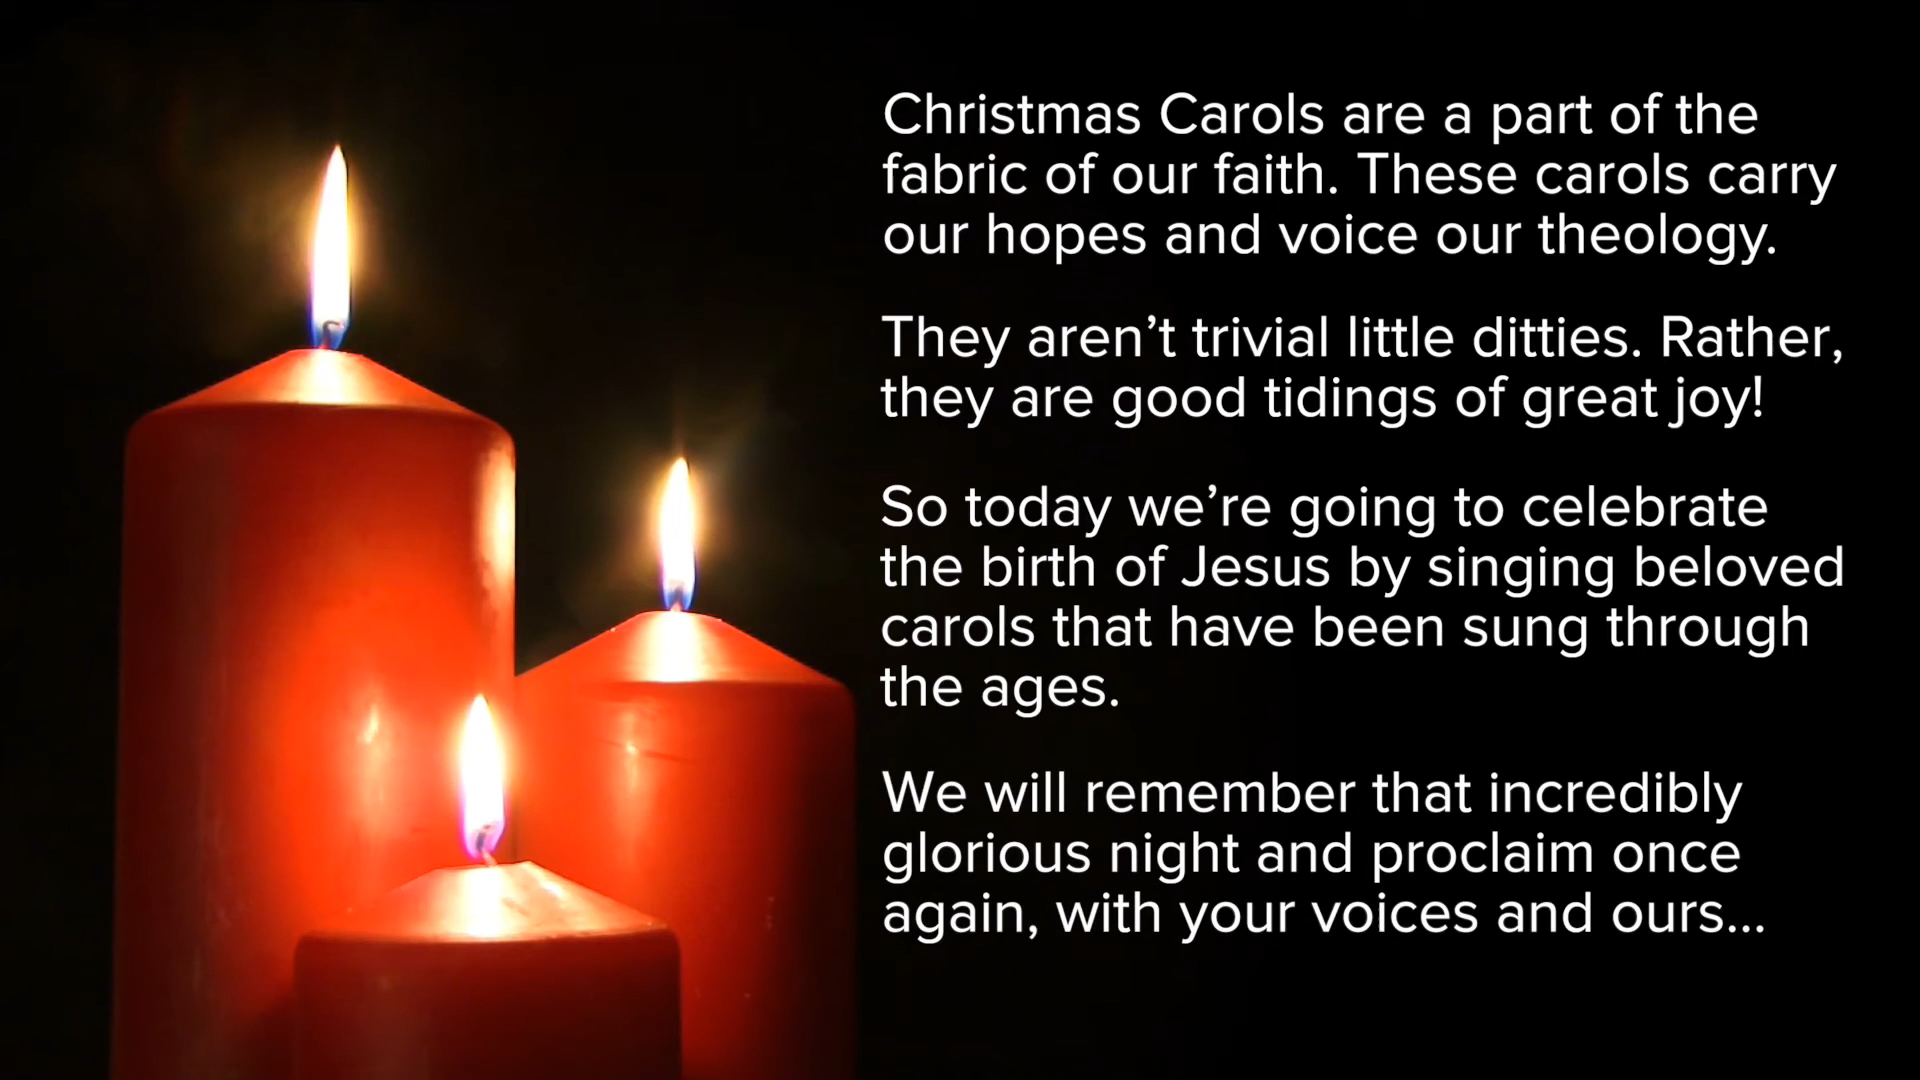 Christmas Carols are a part of the
fabric of our faith. These carols carry
our hopes and voice our theology.
They aren’t trivial little ditties. Rather,
they are good tidings of great joy!
So today we’re going to celebrate
the birth of Jesus by singing beloved
carols that have been sung through
the ages.
We will remember that incredibly
glorious night and proclaim once
again, with your voices and ours...